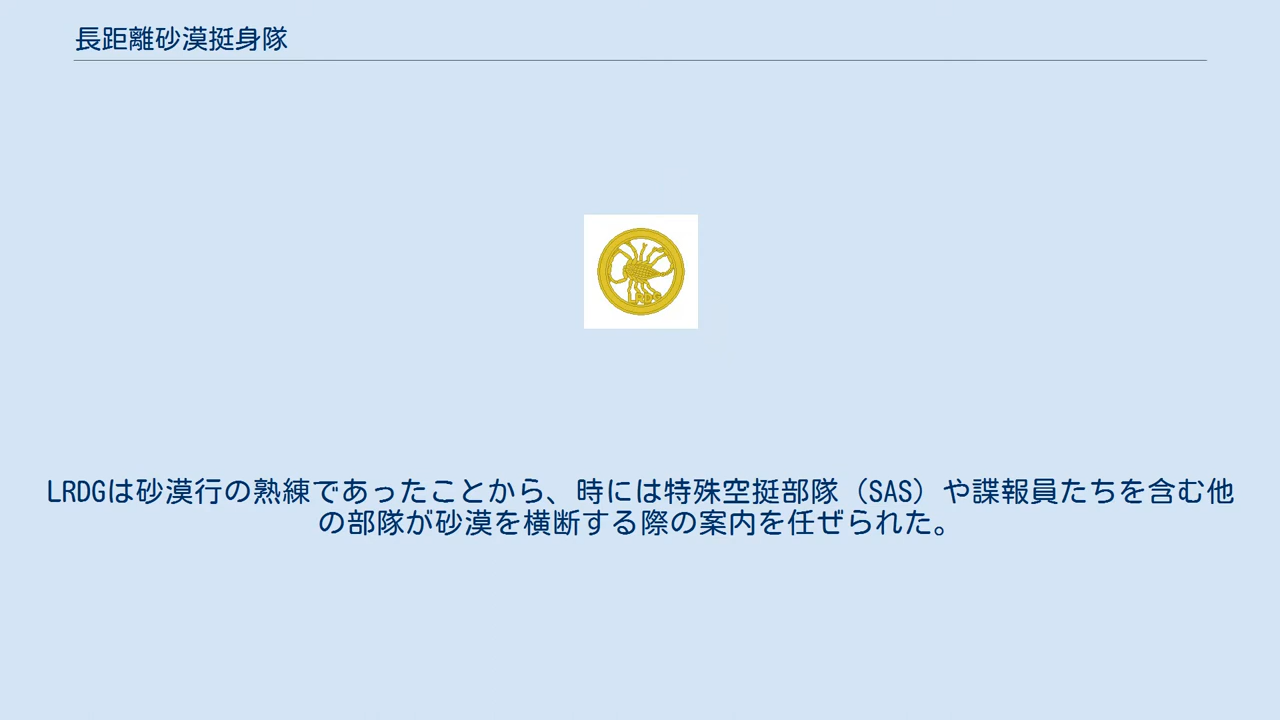 長距離砂漠挺身隊
LRDG
LRDGは砂漠行の熟練であったことから、時には特殊空挺部隊（SAS）や諜報員たちを含む他
の部隊が砂漠を横断する際の案内を任ぜられた。